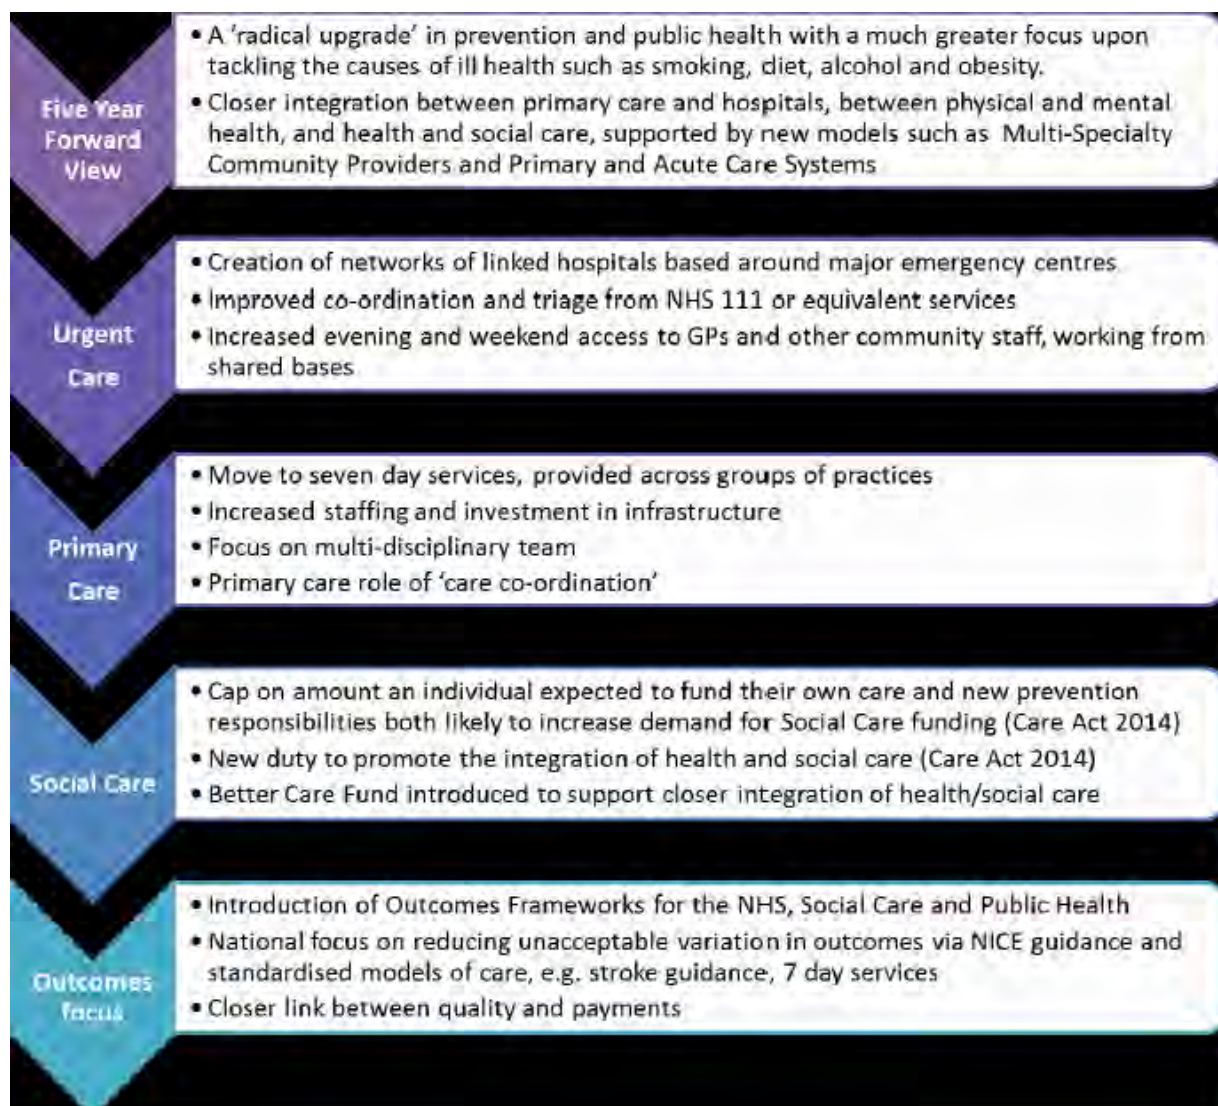 Five Year
Forward
View
• A ‘radical upgrade’ in prevention and public health with a much greater focus upon
tackling the causes of ill health such as smoking, diet, alcohol and obesity.
• Closer integration between primary care and hospitals, between physical and mental
health, and health and social care, supported by new models such as Multi-Specialty
Community Providers and Primary and Acute Care Systems
Urgent
Care
• Creation of networks of linked hospitals based around major emergency centres
• Improved co-ordination and triage from NHS 111 or equivalent services
• Increased evening and weekend access to GPs and other community staff, working from
shared bases
Primary
Care
• Move to seven day services, provided across groups of practices
• Increased staffing and investment in infrastructure
• Focus on multi-disciplinary team
• Primary care role of ‘care co-ordination’
Social Care
• Cap on amount an individual expected to fund their own care and new prevention
responsibilities both likely to increase demand for Social Care funding (Care Act 2014)
• New duty to promote the integration of health and social care (Care Act 2014)
• Better Care Fund introduced to support closer integration of health/social care
Outcomes
focus
• Introduction of Outcomes Frameworks for the NHS, Social Care and Public Health
• National focus on reducing unacceptable variation in outcomes via NICE guidance and
standardised models of care, e.g. stroke guidance, 7 day services
• Closer link between quality and payments